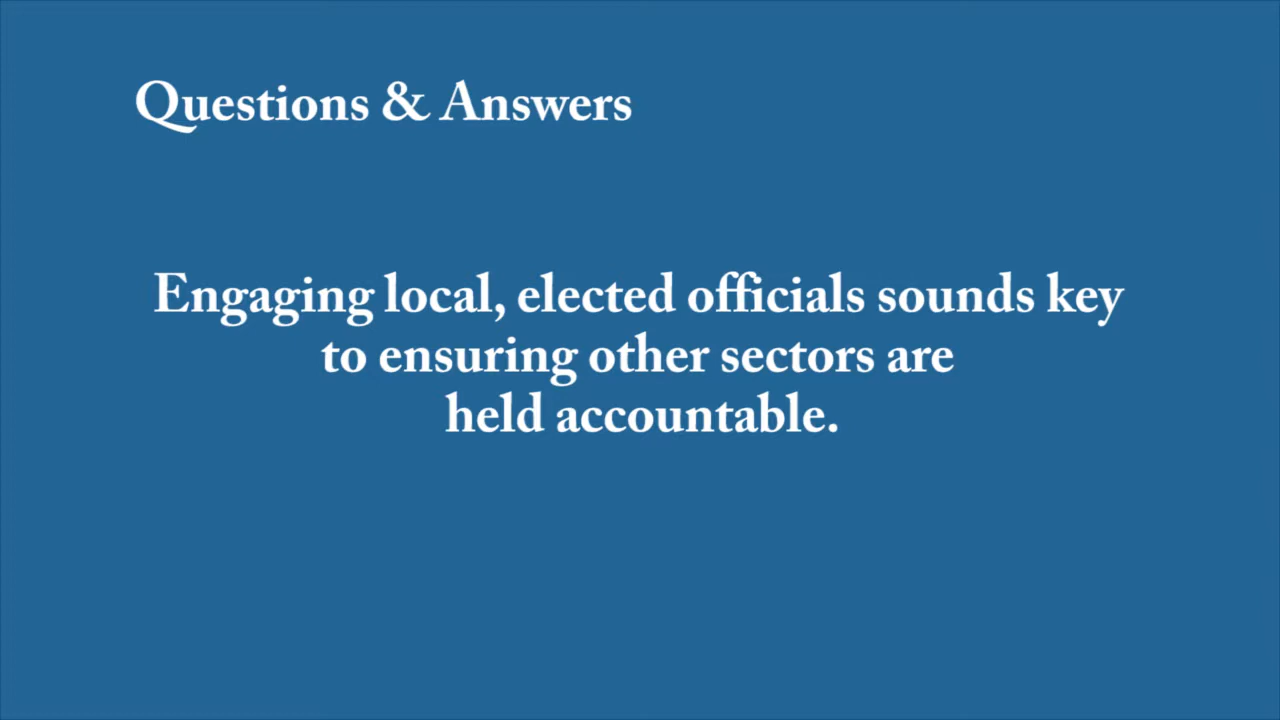 Questions & Answers
Engaging local, elected officials sounds key
to ensuring other sectors are
held accountable.